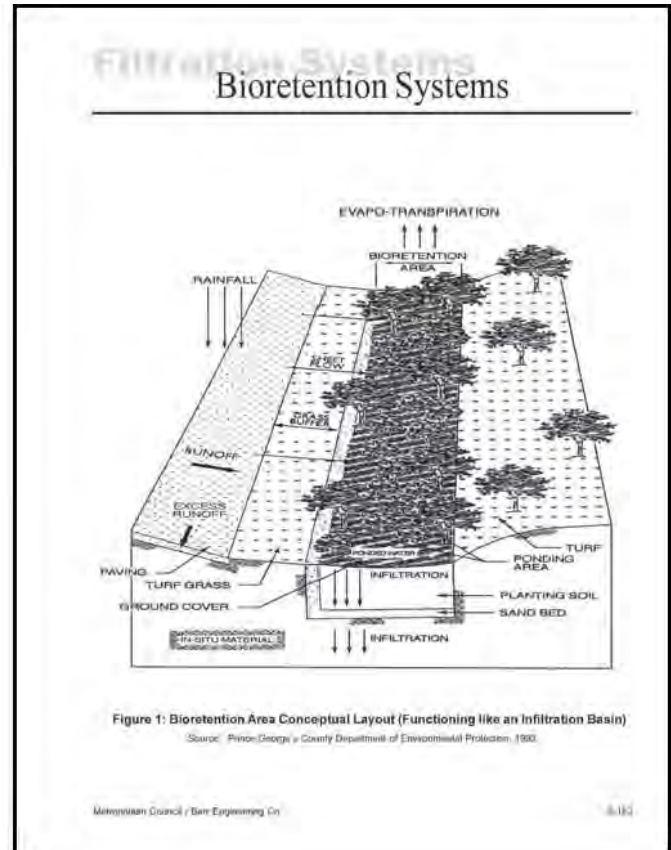 Filtration Systems
Bioretention Systems
EVAPO-TRANSPIRATION
BIORETENTION
AREA
RAINFALL
SHEET
FLOW
GRASS
BUFFER
RUNOFF
EXCESS
RUNOFF
PONDED WATER
TURF
PAVING
INFILTRATION
PONDING
AREA
TURF GRASS
PLANTING SOIL
GROUND COVER
SAND BED
IN-SITU MATERIAL
INFILTRATION
Figure 1: Bioretention Area Conceptual Layout (Functioning like an Infiltration Basin)
Source: Prince George's County Department of Environmental Protection,
Metropolitan Council / Barr Engineering Co.